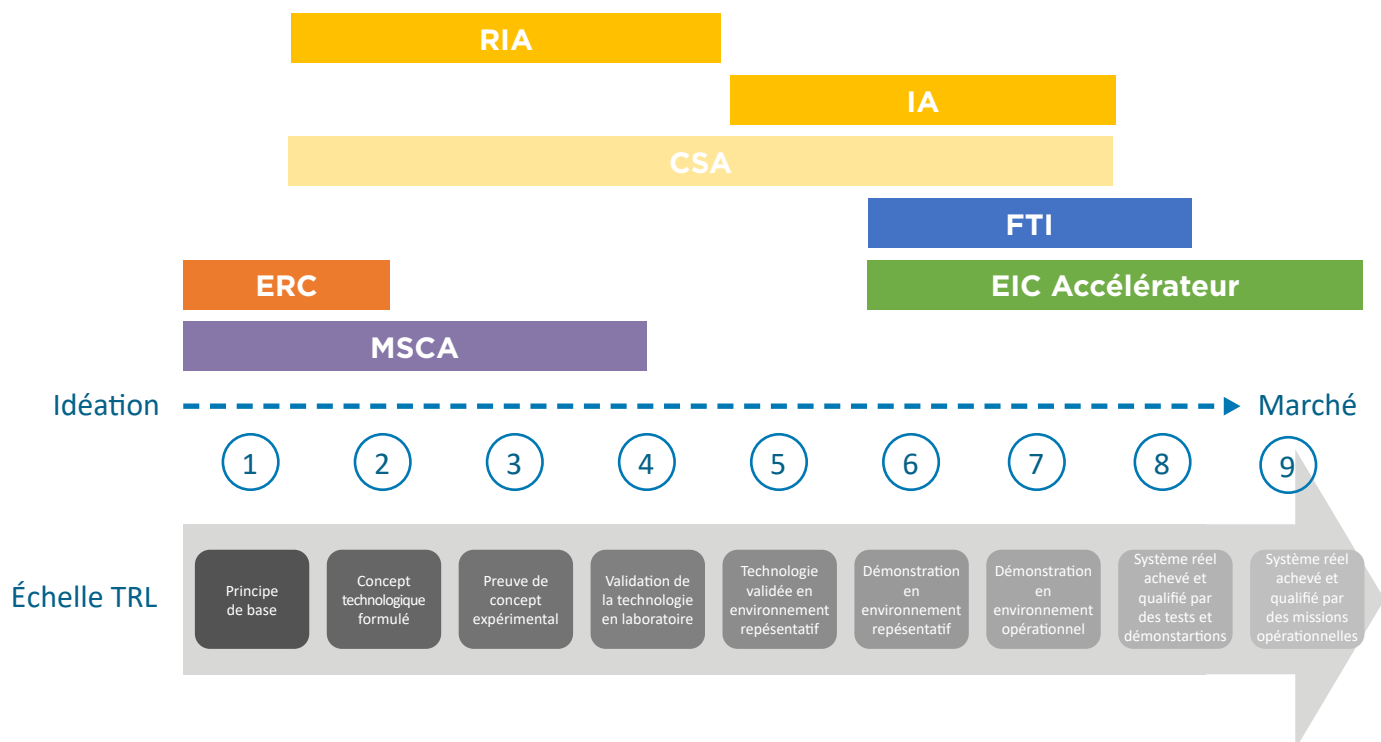 RIA
IA
CSA
FTI
ERC
EIC Accélérateur
MSCA
Idéation
Marché
1
2
3
4
5
6
7
8
9
Échelle TRL
Principe
de base
Concept
technologique
formulé
Preuve de
concept
expérimental
Validation de
la technologie
en laboratoire
Technologie
validée en
environnement
repésentatif
Démonstration
en
environnement
repésentatif
Démonstration
en
environnement
opérationnel
Système réel
achevé et
qualifié par
des tests et
démonstartions
Système réel
achevé et
qualifié par
des missions
opérationnelles